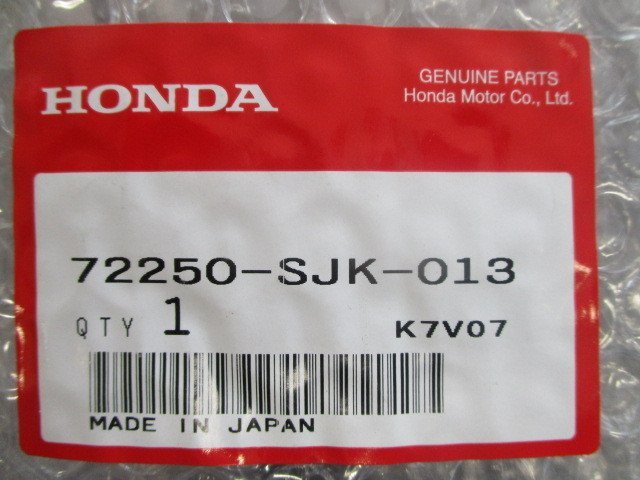 HONDA
GENUINE PARTS
Honda Motor Co., Ltd.
72250-SJK-013
QTY 1 K7V07
MADE IN JAPAN